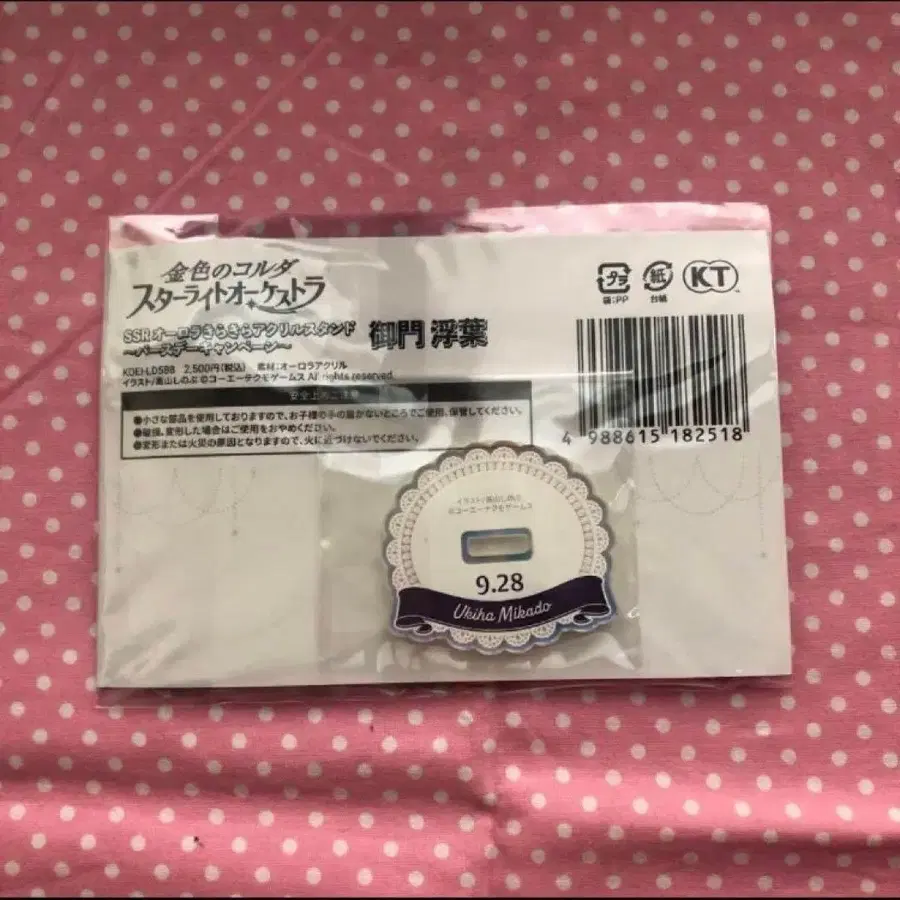 金色のコルダ
スターライトオーケストラ
SSR オーロラきらきらアクリルスタンド
～バースデーキャンペーン～
御門 浮葉
KOEI-LD588 2,500円(税込) 素材:オーロラアクリル
イラスト/高山しのぶ ©コーエーテクモゲームス All rights reserved.
安全上のご注意
●小さな部品を使用しておりますので、お子様の手の届かないところでご使用、保管してください。
●破損、変形した場合はご使用をおやめください。
●変形または火災の原因となりますので、火に近づけないでください。
プラ
袋:PP
紙
台紙
KT
4 988615 182518
イラスト/高山しのぶ
©コーエーテクモゲームス
9.28
Ukiha Mikado